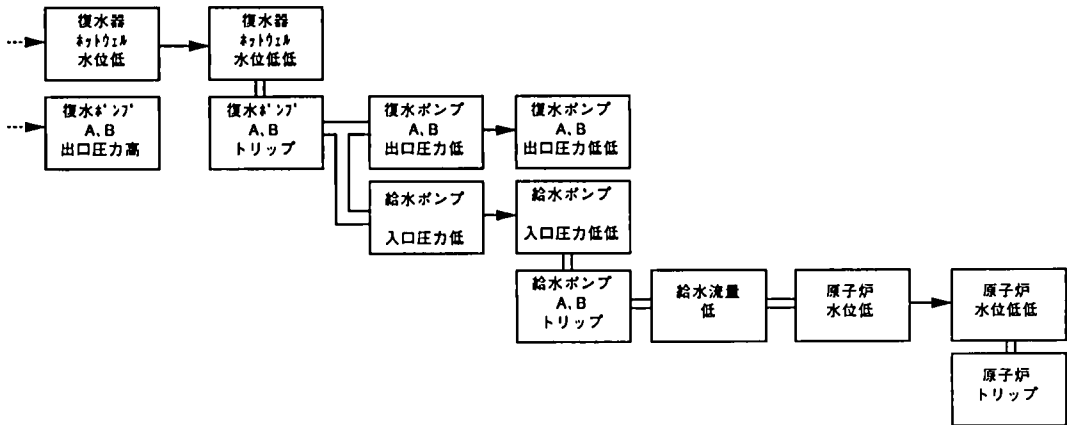 復水器
ﾎｯﾄｳｪﾙ
水位低
復水器
ﾎｯﾄｳｪﾙ
水位低低
復水ﾎﾟﾝﾌﾟ
A、B
出口圧力高
復水ﾎﾟﾝﾌﾟ
A、B
トリップ
復水ポンプ
A、B
出口圧力低
復水ポンプ
A、B
出口圧力低低
給水ポンプ
入口圧力低
給水ポンプ
入口圧力低低
給水ポンプ
A、B
トリップ
給水流量
低
原子炉
水位低
原子炉
水位低低
原子炉
トリップ